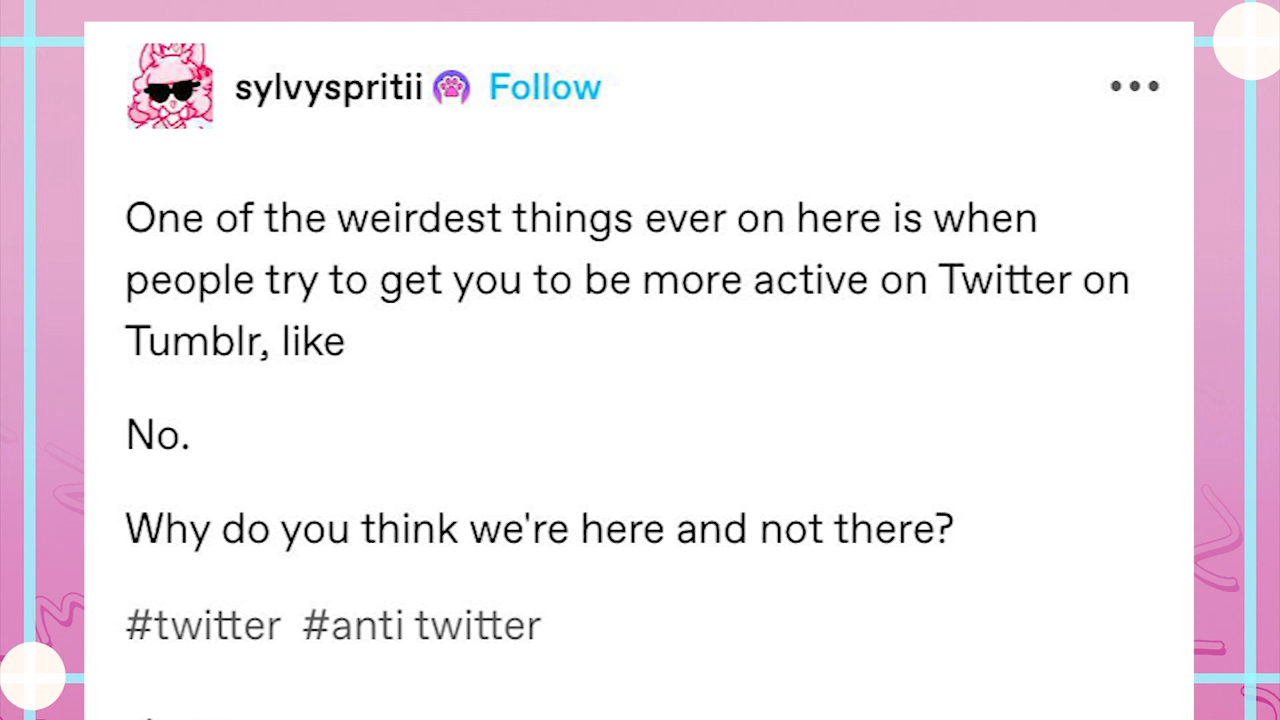 sylvyspritii Follow
One of the weirdest things ever on here is when
people try to get you to be more active on Twitter on
Tumblr, like
No.
Why do you think we're here and not there?
#twitter #anti twitter